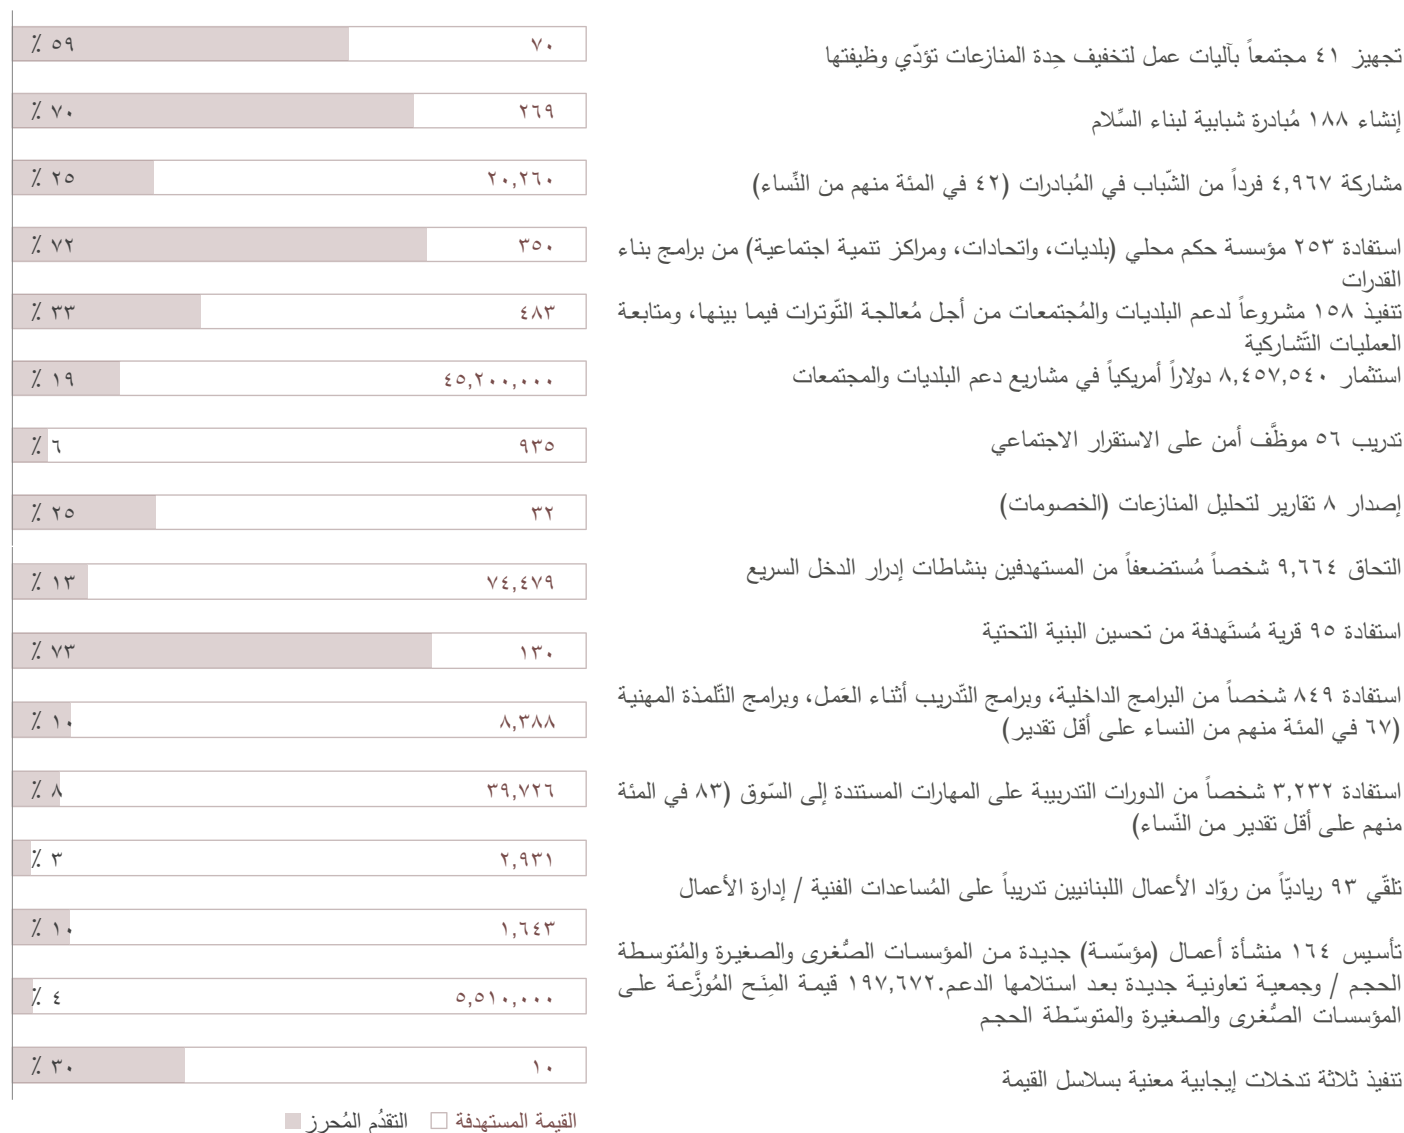 تجهيز ٤١ مجتمعاً بآليات عمل لتخفيف حِدة المنازعات تؤدّي وظيفتها
٧٠
٥٩ ٪
إنشاء ١٨٨ مُبادرة شبابية لبناء السِّلام
٢٦٩
٧٠ ٪
مشاركة ٤,٩٦٧ فرداً من الشّباب في المُبادرات (٤٢ في المئة منهم من النِّساء)
٢٠,٢٦٠
٢٥ ٪
استفادة ٢٥٣ مؤسسة حكم محلي (بلديات، واتحادات، ومراكز تنمية اجتماعية) من برامج بناء
القدرات
٣٥٠
٧٢ ٪
تنفيذ ١٥٨ مشروعاً لدعم البلديات والمُجتمعات من أجل مُعالجة التّوترات فيما بينها، ومتابعة
العمليات التّشاركية
٤٨٣
٣٣ ٪
استثمار ٨,٤٥٧,٥٤٠ دولاراً أمريكياً في مشاريع دعم البلديات والمجتمعات
٤٥,٢٠٠,٠٠٠
١٩ ٪
تدريب ٥٦ موظَّف أمن على الاستقرار الاجتماعي
٩٣٥
٦ ٪
إصدار ٨ تقارير لتحليل المنازعات (الخصومات)
٣٢
٢٥ ٪
التحاق ٩,٦٦٤ شخصاً مُستضعفاً من المستهدفين بنشاطات إدرار الدخل السريع
٧٤,٤٧٩
١٣ ٪
استفادة ٩٥ قرية مُستَهدفة من تحسين البنية التحتية
١٣٠
٧٣ ٪
استفادة ٨٤٩ شخصاً من البرامج الداخلية، وبرامج التّدريب أثناء العَمل، وبرامج التّلمذة المهنية
(٦٧ في المئة منهم من النساء على أقل تقدير)
٨,٣٨٨
١٠ ٪
استفادة ٣,٢٣٢ شخصاً من الدورات التدريبية على المهارات المستندة إلى السّوق (٨٣ في المئة
منهم على أقل تقدير من النّساء)
٣٩,٧٢٦
٨ ٪
تلقّي ٩٣ رياديّاً من روّاد الأعمال اللبنانيين تدريباً على المُساعدات الفنية / إدارة الأعمال
٢,٩٣١
٣ ٪
تأسيس ١٦٤ منشأة أعمال (مؤسّسة) جديدة من المؤسسات الصُّغرى والصغيرة والمُتوسطة
الحجم / وجمعية تعاونية جديدة بعد استلامها الدعم.١٩٧,٦٧٢ قيمة المِنَح المُوزَّعة على
المؤسسات الصُّغرى والصغيرة والمتوسّطة الحجم
١,٦٤٣
١٠ ٪
٥,٥١٠,٠٠٠
٤ ٪
تنفيذ ثلاثة تدخلات إيجابية معنية بسلاسل القيمة
١٠
٣٠ ٪
القيمة المستهدفة
التقدُم المُحرز